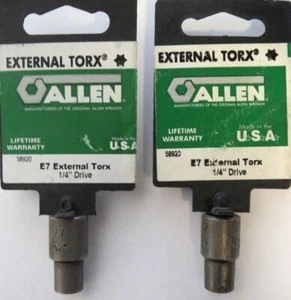 EXTERNAL TORX®
ALLEN
MANUFACTURERS OF THE ORIGINAL ALLEN WRENCH
LIFETIME
WARRANTY
Made in the
U.S.A.
58920
E7 External Torx
1/4" Drive
EXTERNAL TORX®
ALLEN
MANUFACTURERS OF THE ORIGINAL ALLEN WRENCH
LIFETIME
WARRANTY
Made in the
U.S.A.
58920
E7 External Torx
1/4" Drive